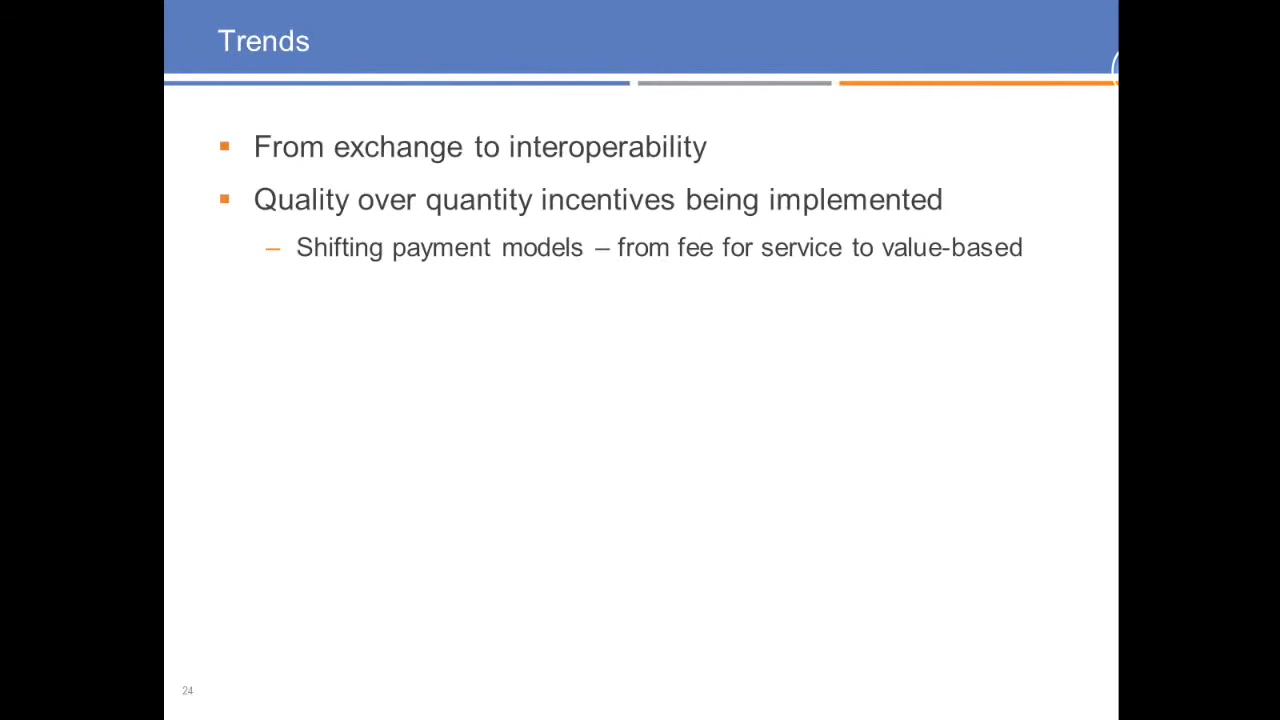 Trends
From exchange to interoperability
Quality over quantity incentives being implemented
– Shifting payment models – from fee for service to value-based
24